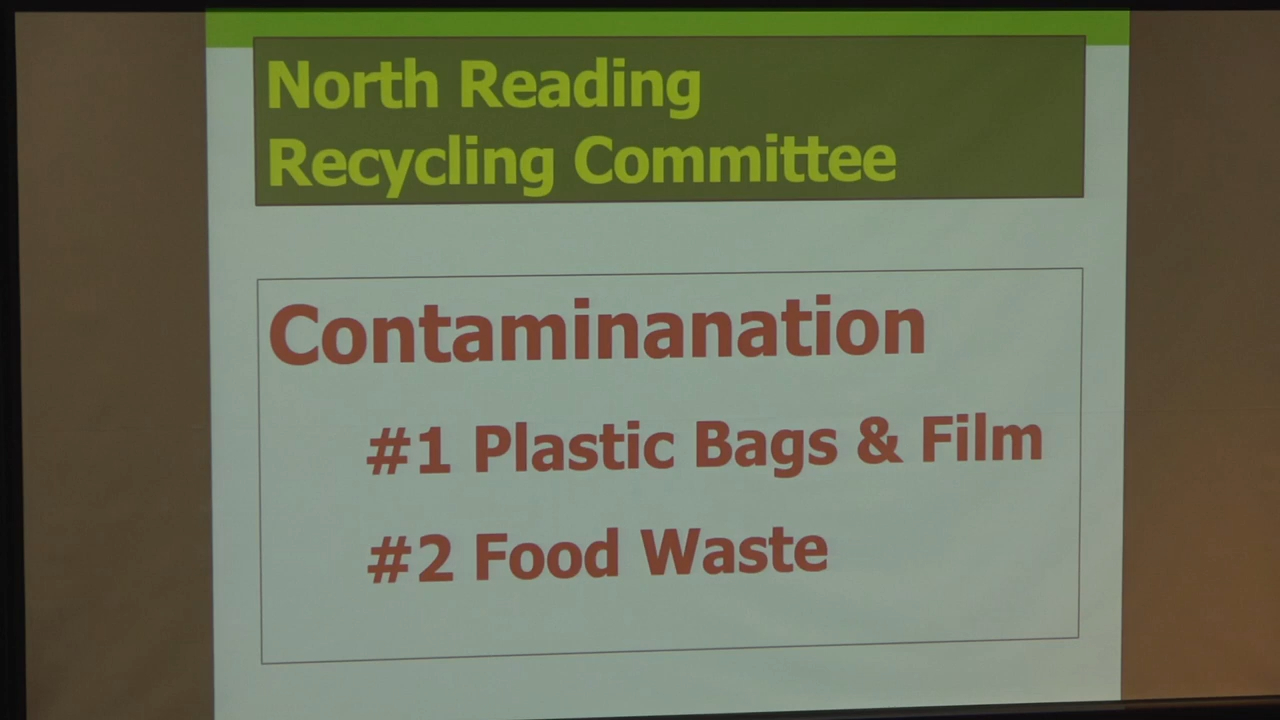 North Reading
Recycling Committee
Contaminanation
#1 Plastic Bags & Film
#2 Food Waste